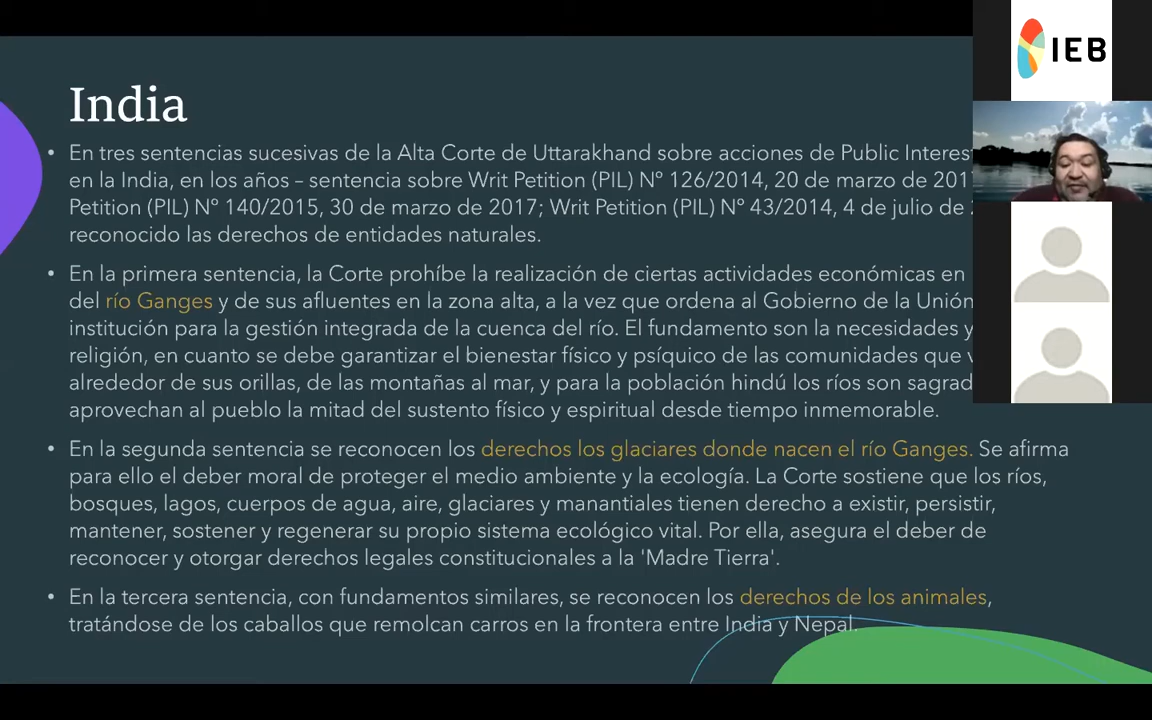 India
IEB
• En tres sentencias sucesivas de la Alta Corte de Uttarakhand sobre acciones de Public Interes
en la India, en los años – sentencia sobre Writ Petition (PIL) Nº 126/2014, 20 de marzo de 201
Petition (PIL) Nº 140/2015, 30 de marzo de 2017; Writ Petition (PIL) Nº 43/2014, 4 de julio de
reconocido las derechos de entidades naturales.
• En la primera sentencia, la Corte prohíbe la realización de ciertas actividades económicas en
del río Ganges y de sus afluentes en la zona alta, a la vez que ordena al Gobierno de la Unión
institución para la gestión integrada de la cuenca del río. El fundamento son la necesidades y
religión, en cuanto se debe garantizar el bienestar físico y psíquico de las comunidades que
alrededor de sus orillas, de las montañas al mar, y para la población hindú los ríos son sagrad
aprovechan al pueblo la mitad del sustento físico y espiritual desde tiempo inmemorable.
• En la segunda sentencia se reconocen los derechos los glaciares donde nacen el río Ganges. Se afirma
para ello el deber moral de proteger el medio ambiente y la ecología. La Corte sostiene que los ríos,
bosques, lagos, cuerpos de agua, aire, glaciares y manantiales tienen derecho a existir, persistir,
mantener, sostener y regenerar su propio sistema ecológico vital. Por ella, asegura el deber de
reconocer y otorgar derechos legales constitucionales a la 'Madre Tierra'.
• En la tercera sentencia, con fundamentos similares, se reconocen los derechos de los animales,
tratándose de los caballos que remolcan carros en la frontera entre India y Nepal.